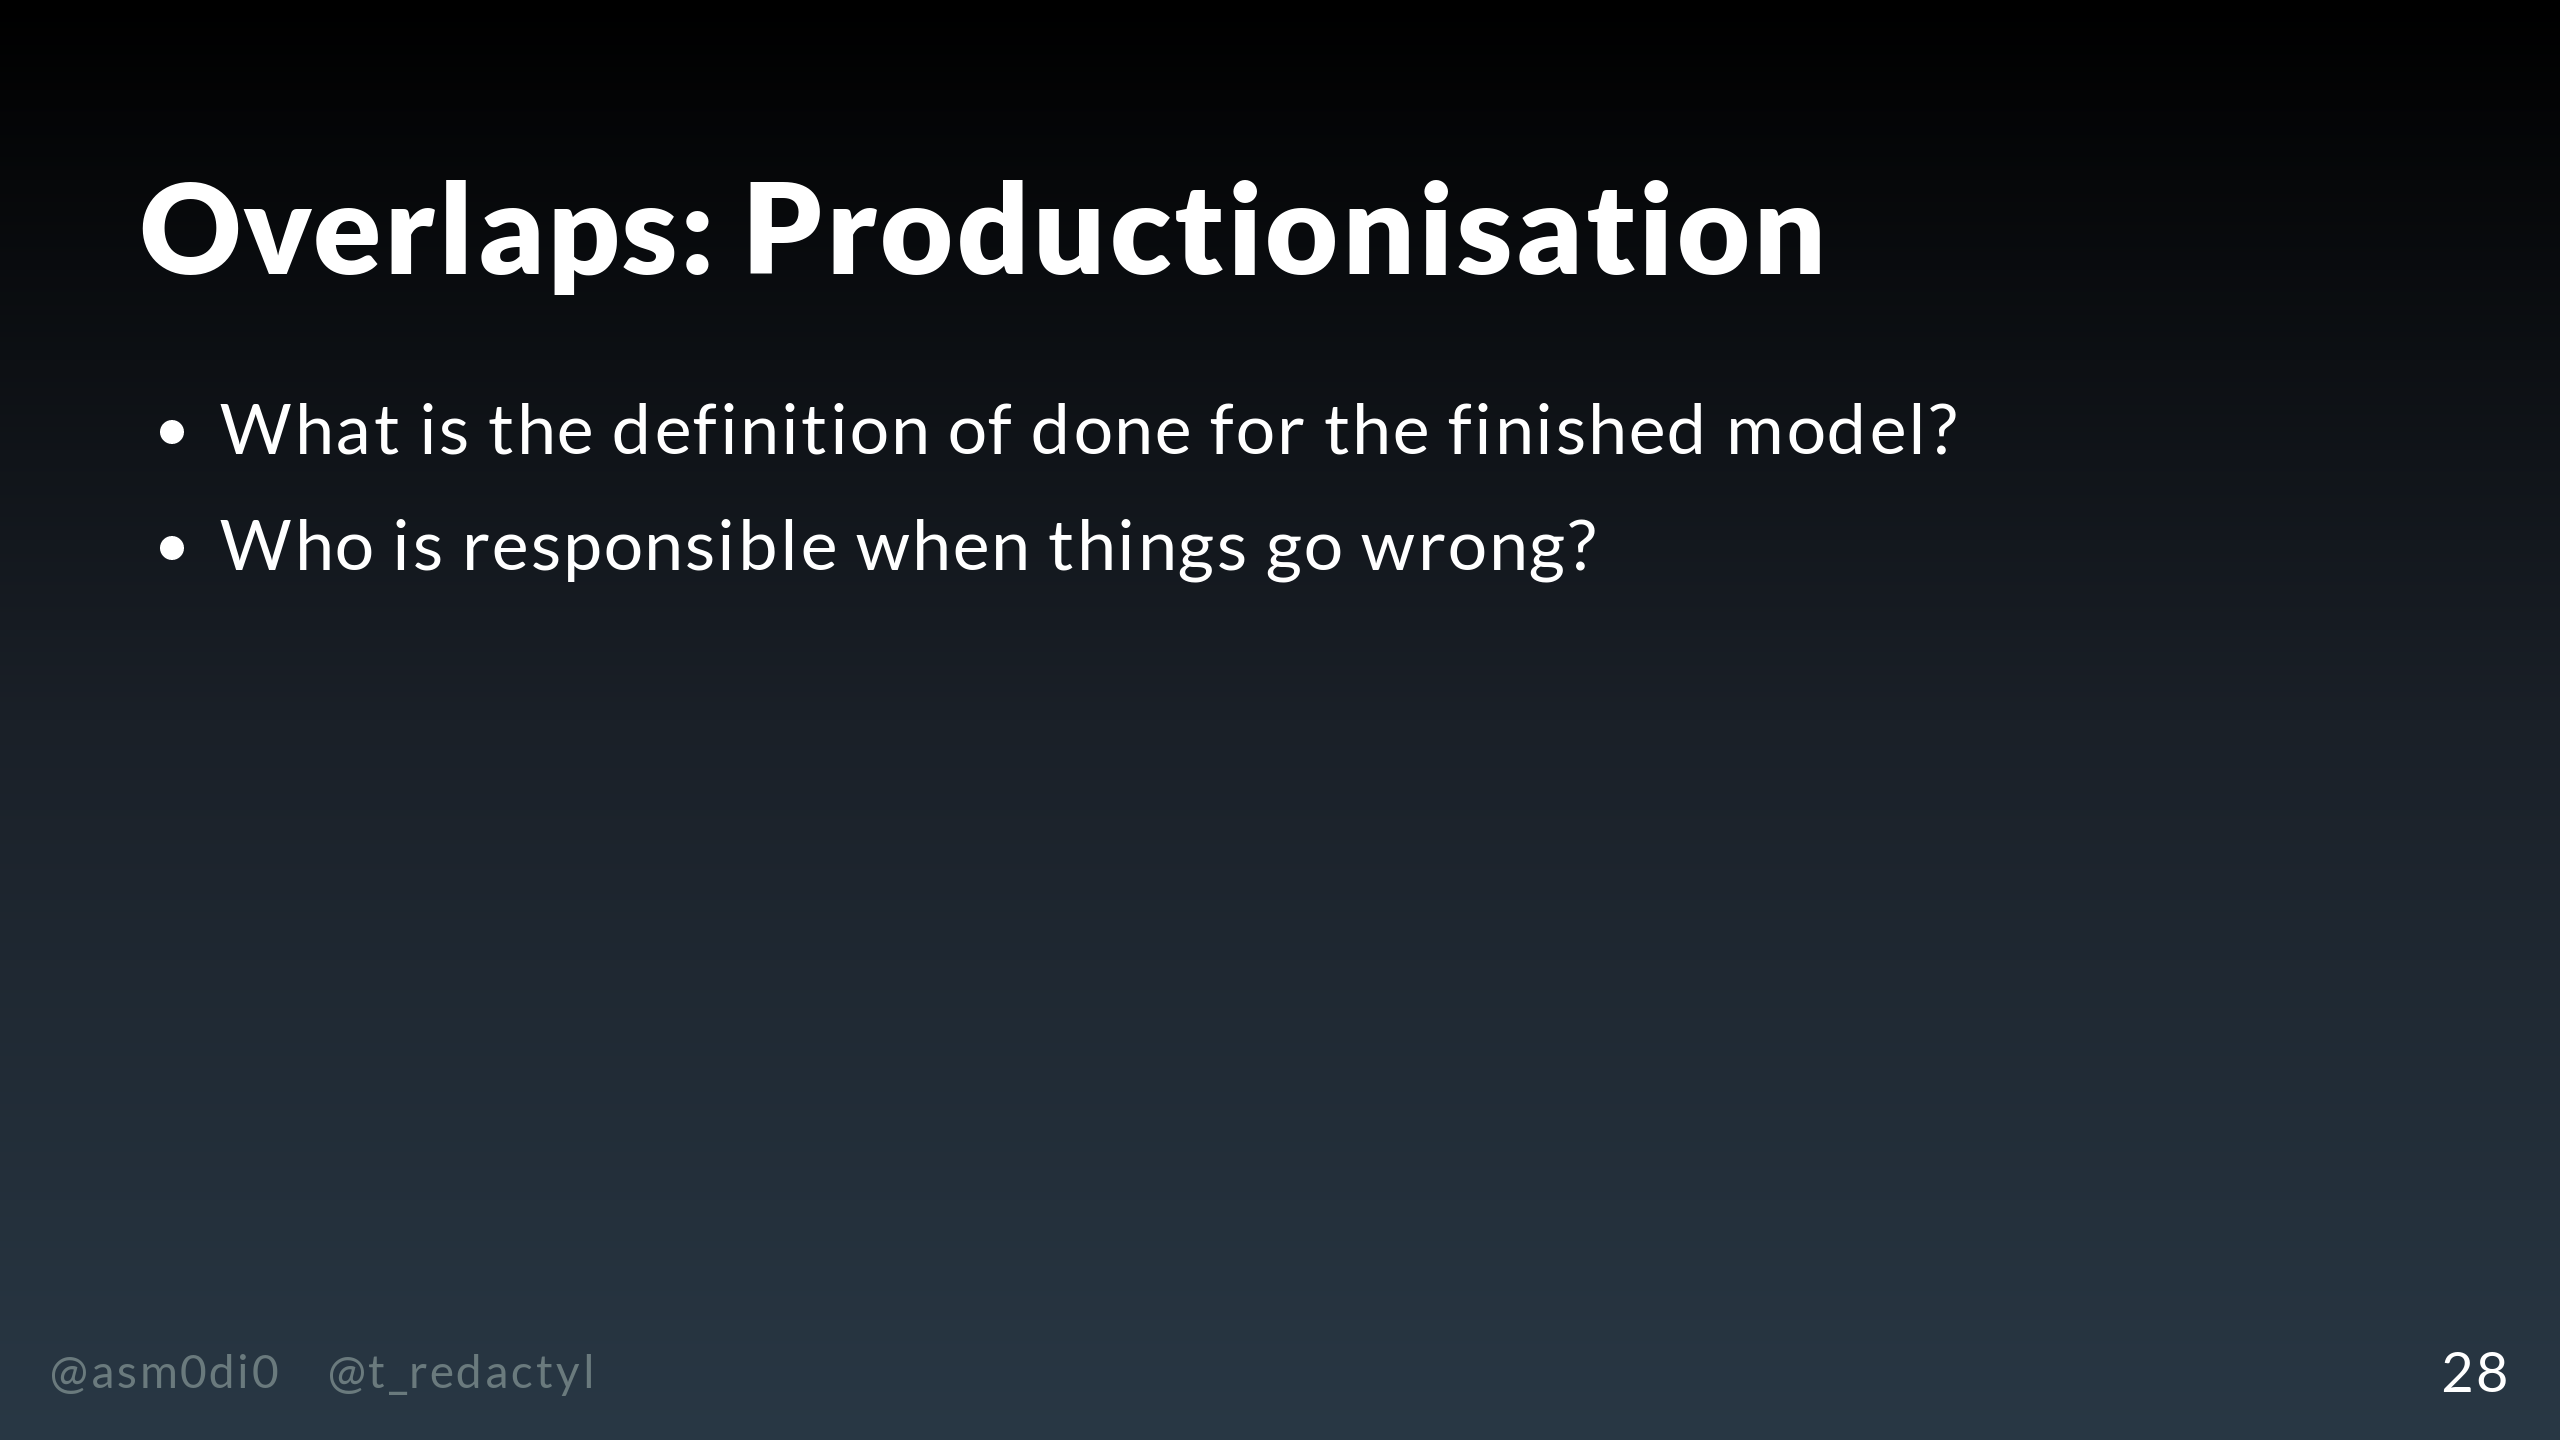 Overlaps: Productionisation
• What is the definition of done for the finished model?
• Who is responsible when things go wrong?
@asm0di0 @t_redactyl
28